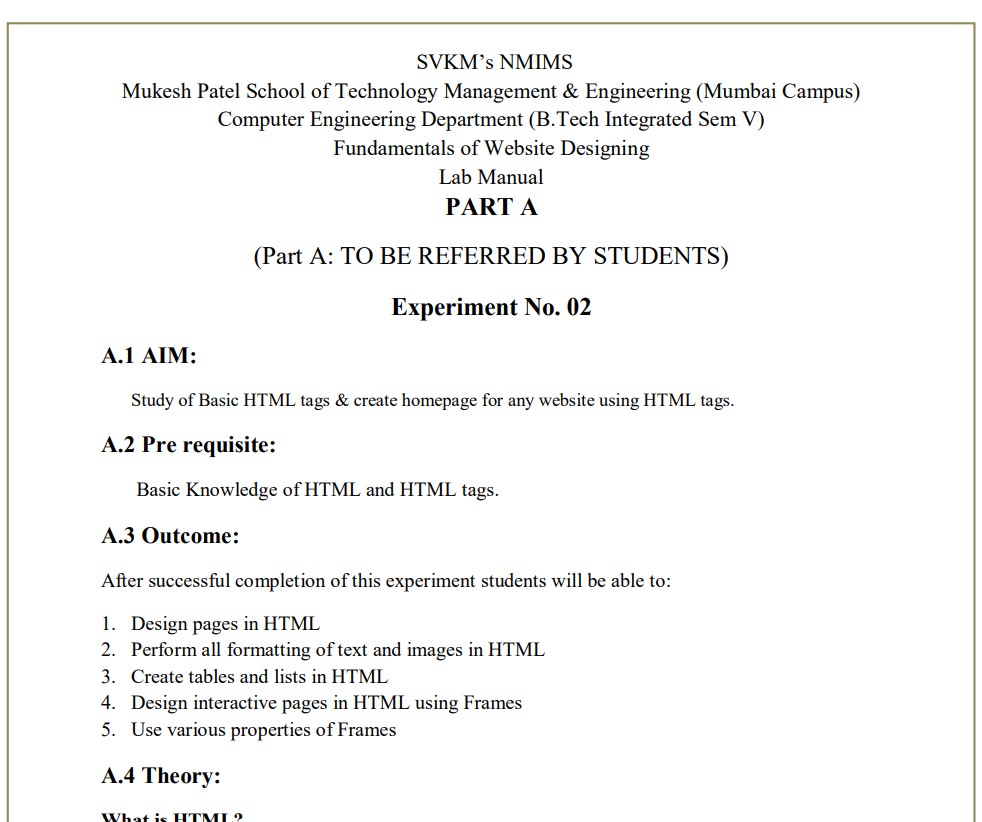 SVKM’s NMIMS
Mukesh Patel School of Technology Management & Engineering (Mumbai Campus)
Computer Engineering Department (B.Tech Integrated Sem V)
Fundamentals of Website Designing
Lab Manual
PART A
(Part A: TO BE REFERRED BY STUDENTS)
Experiment No. 02
A.1 AIM:
Study of Basic HTML tags & create homepage for any website using HTML tags.
A.2 Pre requisite:
Basic Knowledge of HTML and HTML tags.
A.3 Outcome:
After successful completion of this experiment students will be able to:
1. Design pages in HTML
2. Perform all formatting of text and images in HTML
3. Create tables and lists in HTML
4. Design interactive pages in HTML using Frames
5. Use various properties of Frames
A.4 Theory:
What is HTML?